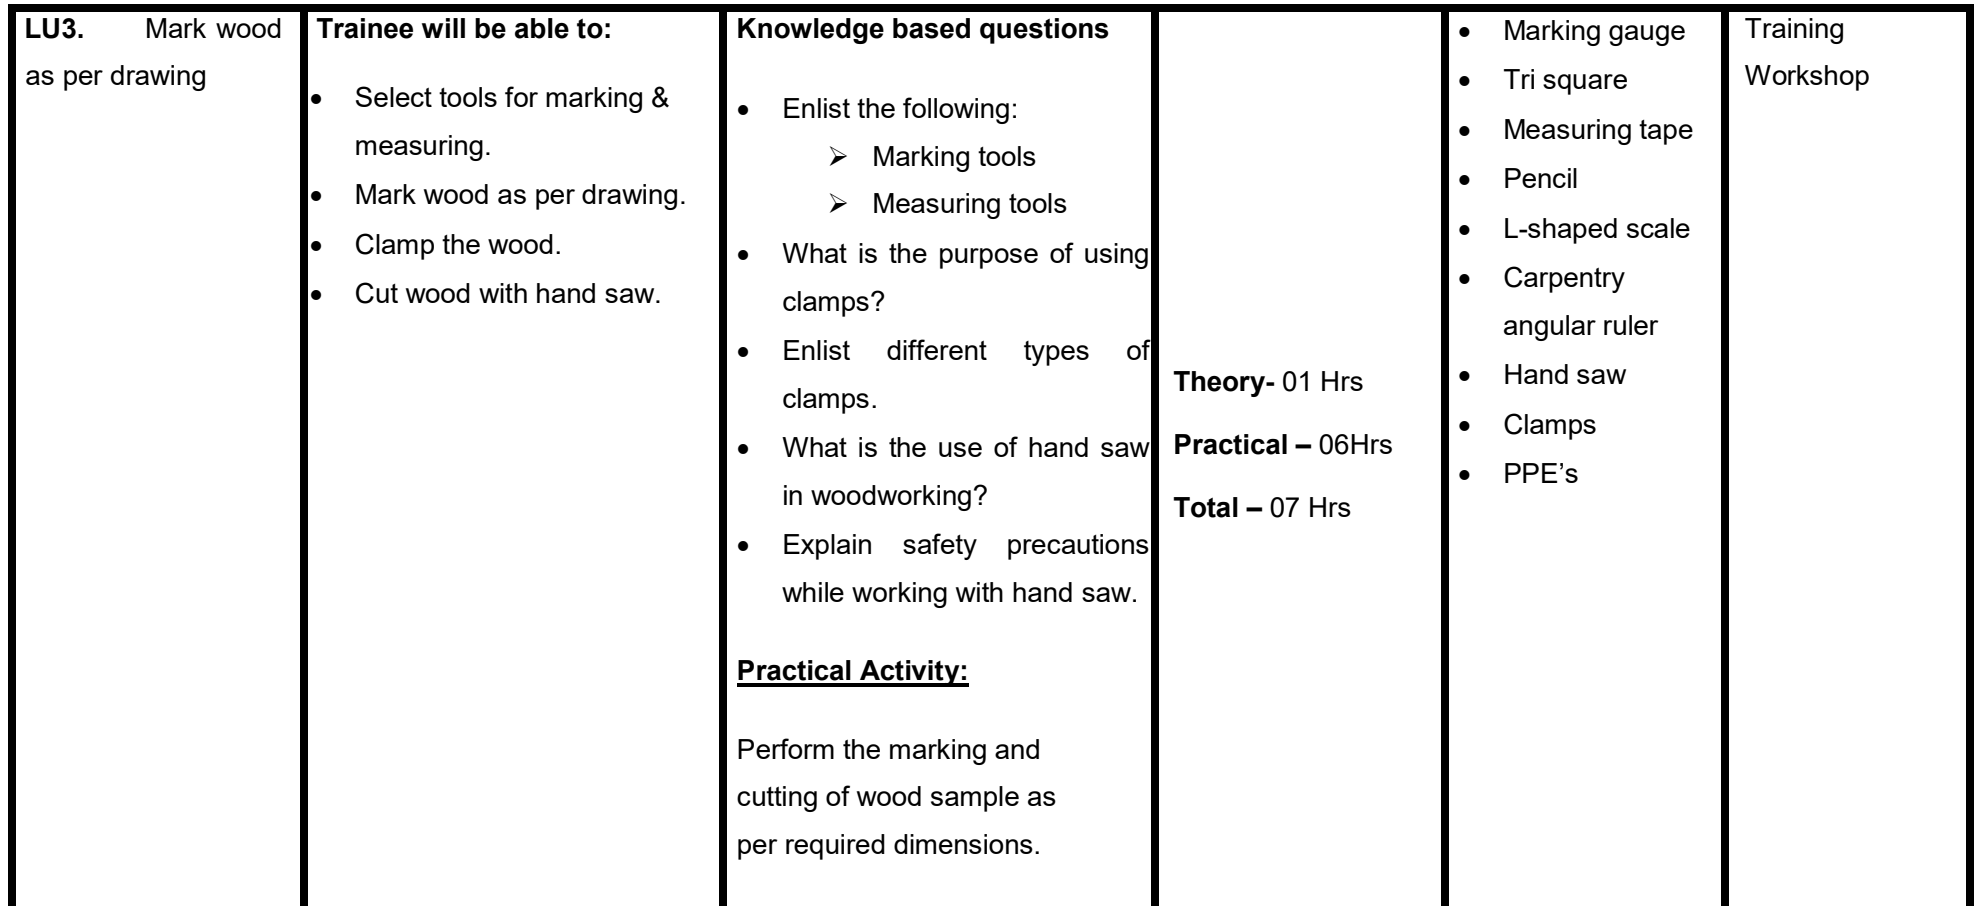 LU3. Mark wood
as per drawing
Trainee will be able to:
• Select tools for marking &
measuring.
• Mark wood as per drawing.
• Clamp the wood.
• Cut wood with hand saw.
Knowledge based questions
• Enlist the following:
➢ Marking tools
➢ Measuring tools
• What is the purpose of using
clamps?
• Enlist different types of
clamps.
• What is the use of hand saw
in woodworking?
• Explain safety precautions
while working with hand saw.
Practical Activity:
Perform the marking and
cutting of wood sample as
per required dimensions.
Theory- 01 Hrs
Practical – 06Hrs
Total – 07 Hrs
• Marking gauge
• Tri square
• Measuring tape
• Pencil
• L-shaped scale
• Carpentry
angular ruler
• Hand saw
• Clamps
• PPE’s
Training
Workshop